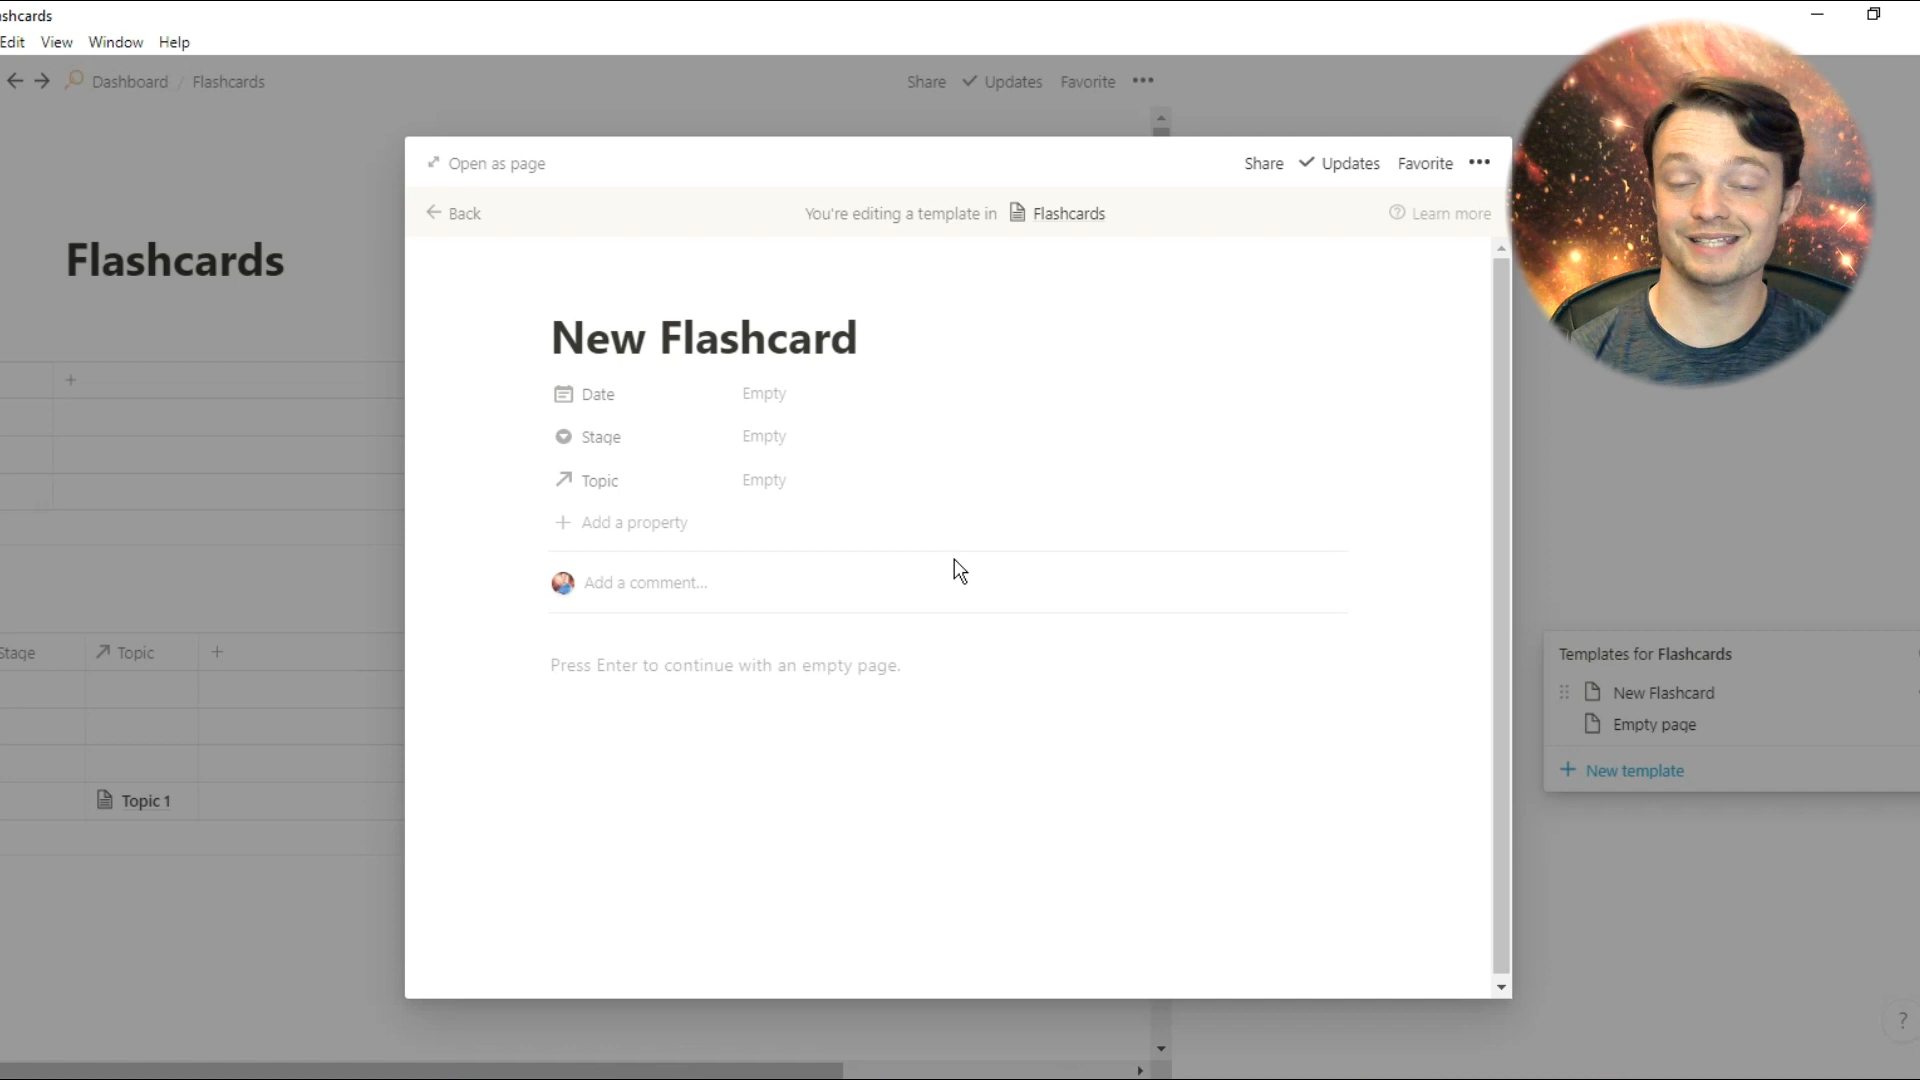 shcards
Edit View Window Help
Dashboard / Flashcards
Share Updates Favorite •••
Open as page
Share Updates Favorite •••
Back
You're editing a template in Flashcards
Learn more
Flashcards
New Flashcard
Date Empty
Stage Empty
Topic Empty
+ Add a property
Add a comment...
Press Enter to continue with an empty page.
Stage Topic +
Topic 1
Templates for Flashcards
New Flashcard
Empty page
+ New template
?